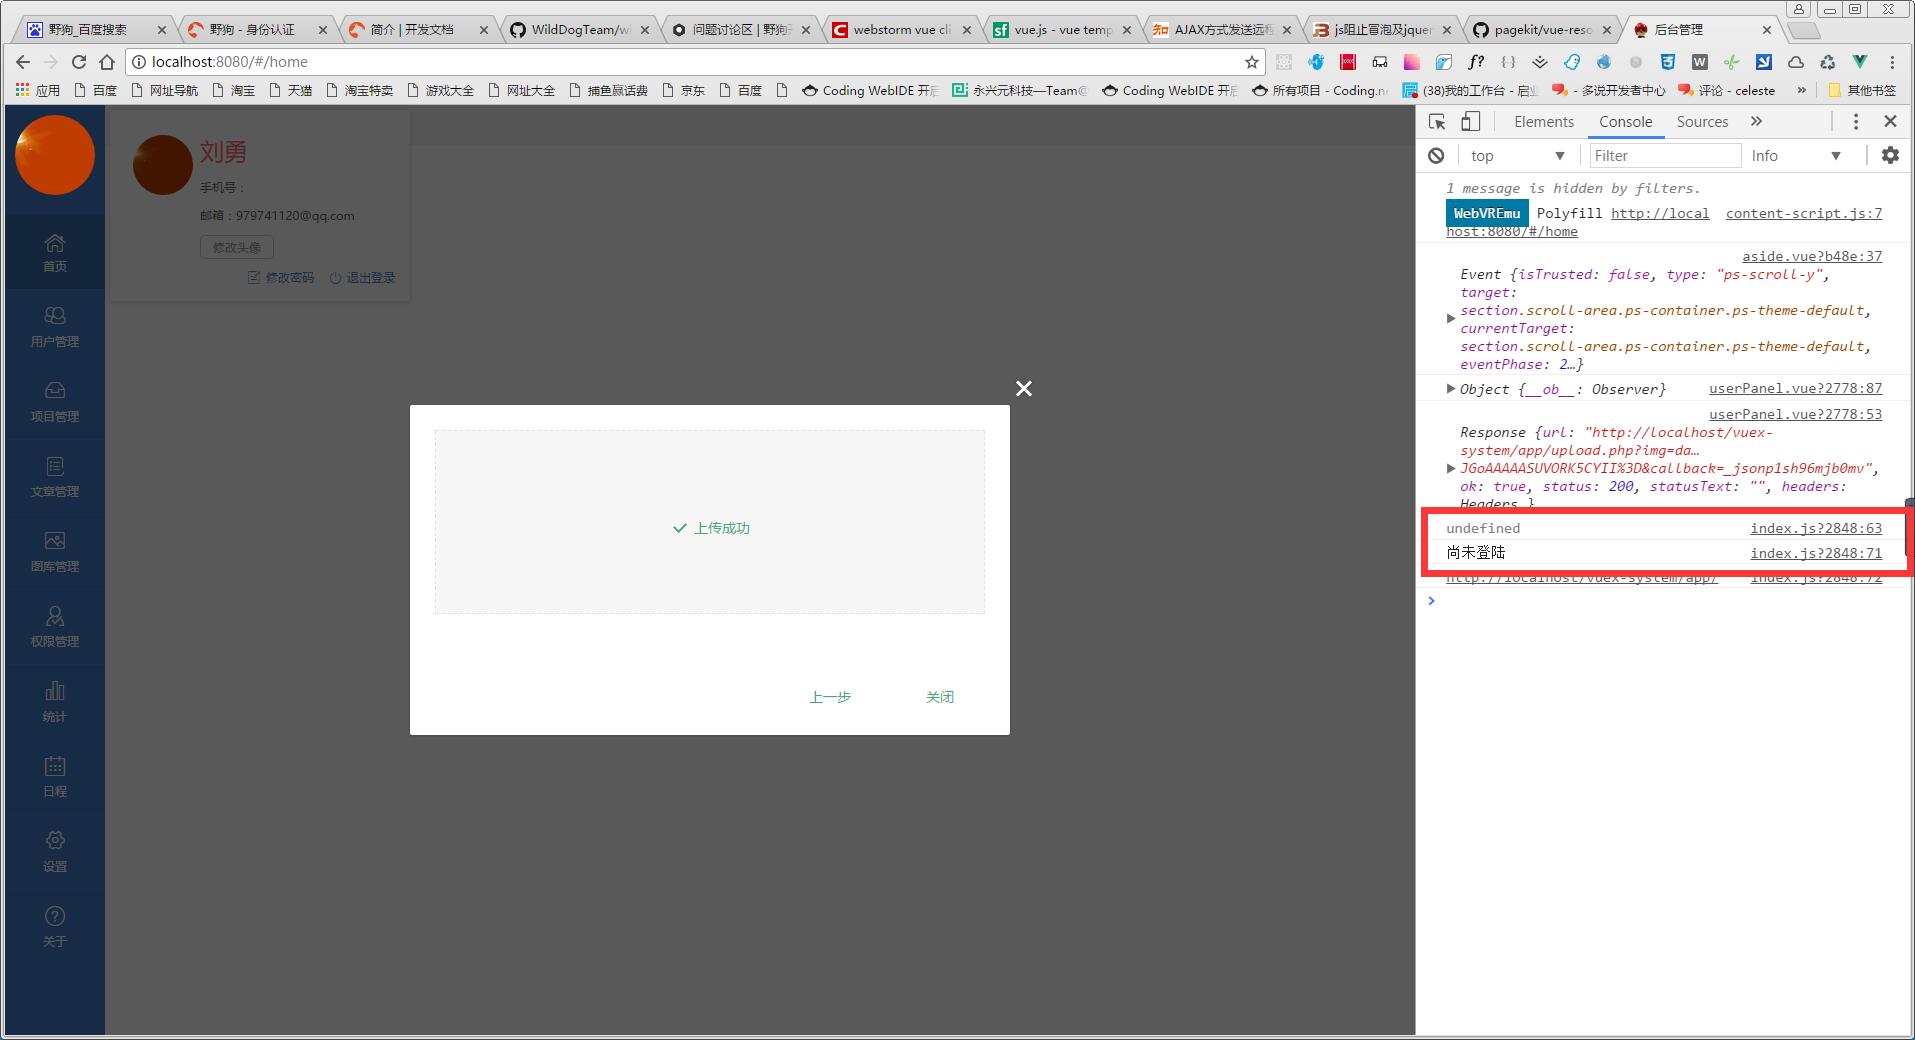 野狗_百度搜索
野狗 - 身份认证
简介 | 开发文档
WildDogTeam/wi
问题讨论区 | 野狗
webstorm vue cli
vue.js - vue temp
AJAX方式发送远程
js阻止冒泡及jquer
pagekit/vue-reso
后台管理
localhost:8080/#/home
应用
百度
网址导航
淘宝
天猫
淘宝特卖
游戏大全
网址大全
捕鱼赢话费
京东
百度
Coding WebIDE 开启
永兴元科技—Team@
Coding WebIDE 开启
所有项目 - Coding.ne
(38)我的工作台 - 启业
- 多说开发者中心
评论 - celeste
»
其他书签
刘勇
手机号：
邮箱：979741120@qq.com
修改头像
修改密码
退出登录
首页
用户管理
项目管理
文章管理
图库管理
权限管理
统计
日程
设置
关于
上传成功
上一步
关闭
Elements
Console
Sources
»
top
Filter
Info
1 message is hidden by filters.
WebVREmu Polyfill http://local content-script.js:7
host:8080/#/home
aside.vue?b48e:37
Event {isTrusted: false, type: "ps-scroll-y",
target:
section.scroll-area.ps-container.ps-theme-default,
currentTarget:
section.scroll-area.ps-container.ps-theme-default,
eventPhase: 2…}
Object {__ob__: Observer} userPanel.vue?2778:87
userPanel.vue?2778:53
Response {url: "http://localhost/vuex-
system/app/upload.php?img=da…
JGoAAAAASUVORK5CYII%3D&callback=_jsonp1sh96mjb0mv",
ok: true, status: 200, statusText: "", headers:
Headers…}
undefined index.js?2848:63
尚未登陆 index.js?2848:71
http://localhost/vuex-system/app/ index.js?2848:72